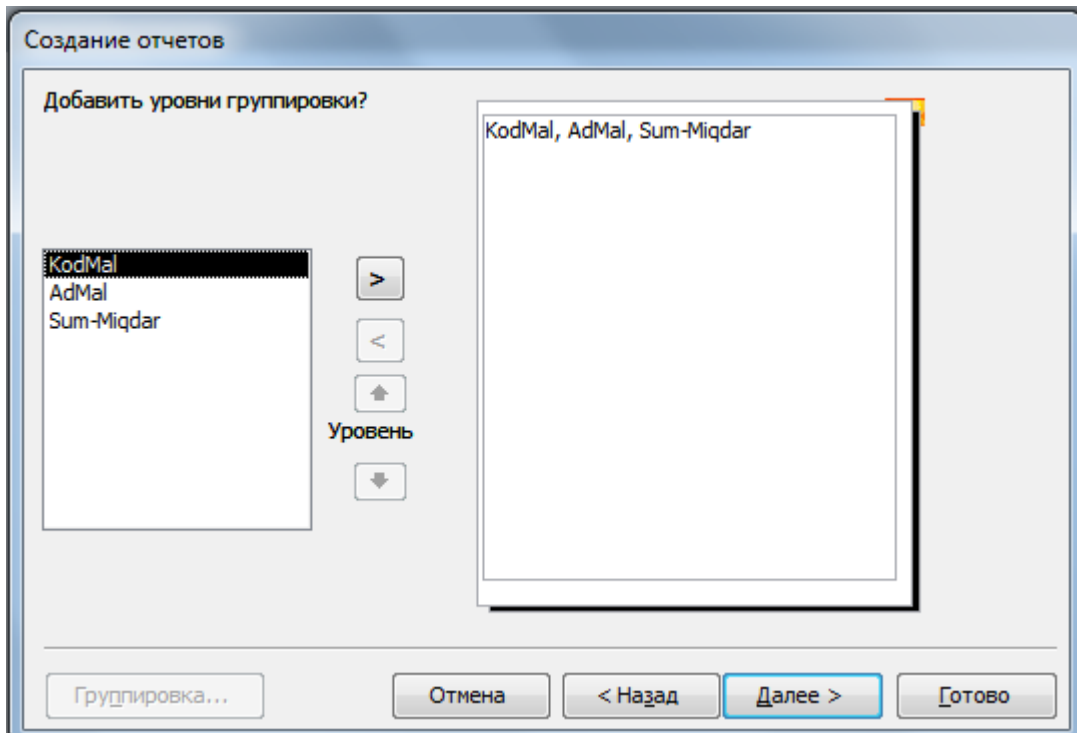 Создание отчетов
Добавить уровни группировки?
KodMal, AdMal, Sum-Miqdar
KodMal
AdMal
Sum-Miqdar
>
<
Уровень
Группировка...
Отмена
< Назад
Далее >
Готово